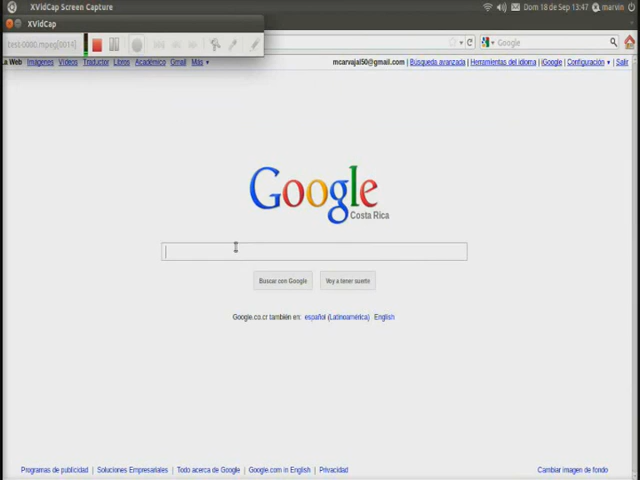 XVidCap Screen Capture
Dom 18 de Sep 13:47 marvin
XVidCap
test-0000.mpeg[0014]
Google
La Web Imágenes Vídeos Traductor Libros Académico Gmail Más ▼
mcarvajal50@gmail.com | Búsqueda avanzada | Herramientas del idioma | iGoogle | Configuración ▼ | Salir
Google
Costa Rica
Buscar con Google
Voy a tener suerte
Google.co.cr también en: español (Latinoamérica) English
Programas de publicidad | Soluciones Empresariales | Todo acerca de Google | Google.com in English | Privacidad
Cambiar imagen de fondo